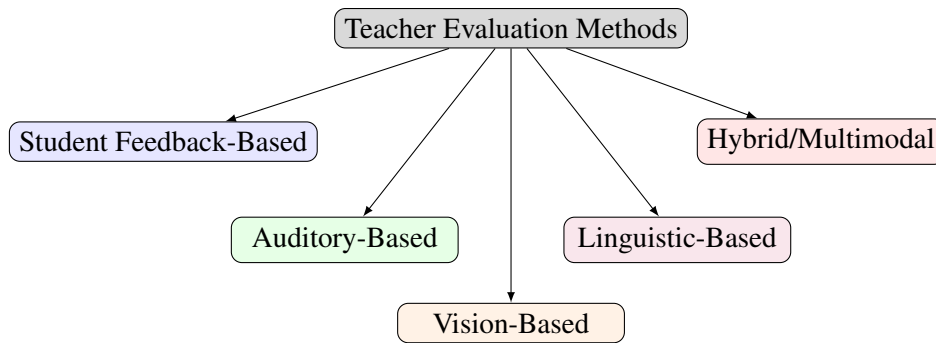 Teacher Evaluation Methods
Student Feedback-Based
Hybrid/Multimodal
Auditory-Based
Linguistic-Based
Vision-Based